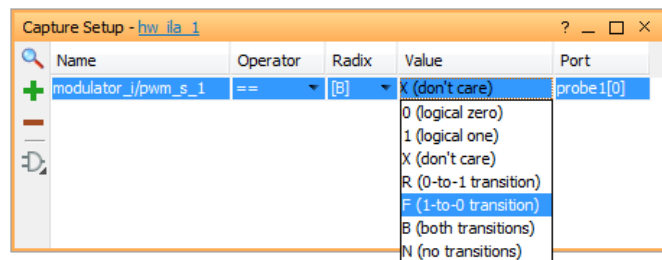 Capture Setup - hw_ila_1 ?
Name Operator Radix Value Port
modulator_i/pwm_s_1 == [B] X (don't care) probe1[0]
0 (logical zero)
1 (logical one)
X (don't care)
R (0-to-1 transition)
F (1-to-0 transition)
B (both transitions)
N (no transitions)